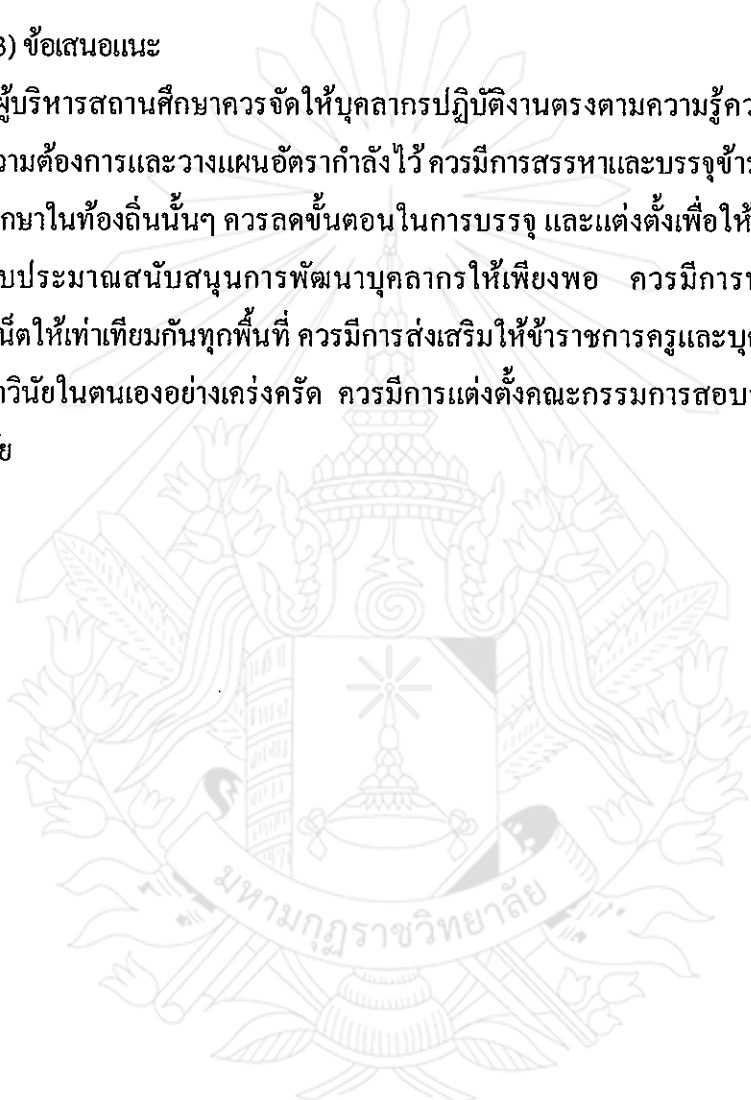 3) ข้อเสนอแนะ
ผู้บริหารสถานศึกษาควรจัดให้บุคลากรปฏิบัติงานตรงตามความรู้คว
วามต้องการและวางแผนอัตรากำลังไว้ ควรมีการสรรหาและบรรจุข้า
กษาในท้องถิ่นนั้นๆ ควรลดขั้นตอนในการบรรจุ และแต่งตั้งเพื่อให้
บประมาณสนับสนุนการพัฒนาบุคลากรให้เพียงพอ ควรมีการ
น็ตให้เท่าเทียมกันทุกพื้นที่ ควรมีการส่งเสริมให้ข้าราชการครูและบุ
าวินัยในตนเองอย่างเคร่งครัด ควรมีการแต่งตั้งคณะกรรมการสอบ
ัย
มหามกุฏราชวิทยาลัย